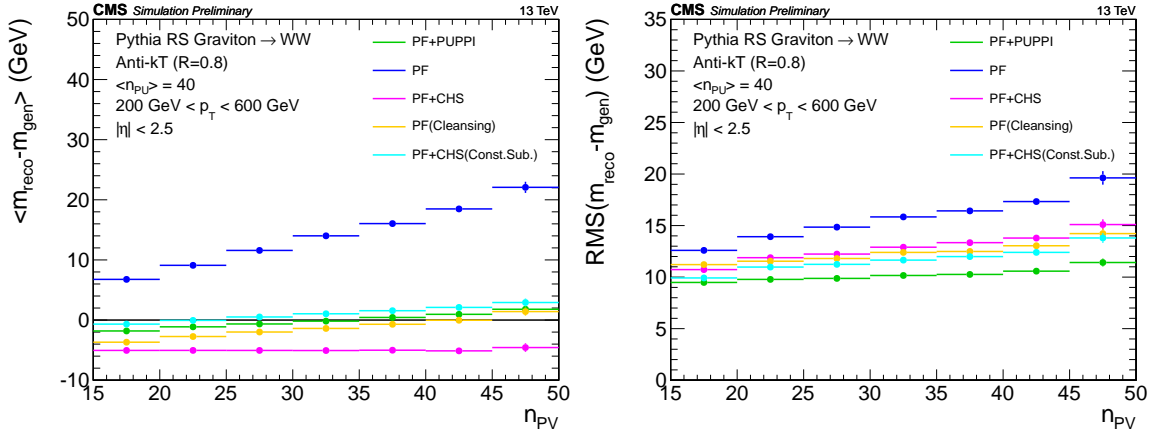 CMS Simulation Preliminary 13 TeV
<m_reco-m_gen> (GeV)
50
40
30
20
10
0
-10
Pythia RS Graviton → WW
Anti-kT (R=0.8)
<n_PU> = 40
200 GeV < p_T < 600 GeV
|η| < 2.5
PF+PUPPI
PF
PF+CHS
PF(Cleansing)
PF+CHS(Const.Sub.)
15 20 25 30 35 40 45 50
n_PV
CMS Simulation Preliminary 13 TeV
RMS(m_reco-m_gen) (GeV)
35
30
25
20
15
10
5
0
Pythia RS Graviton → WW
Anti-kT (R=0.8)
<n_PU> = 40
200 GeV < p_T < 600 GeV
|η| < 2.5
PF+PUPPI
PF
PF+CHS
PF(Cleansing)
PF+CHS(Const.Sub.)
15 20 25 30 35 40 45 50
n_PV